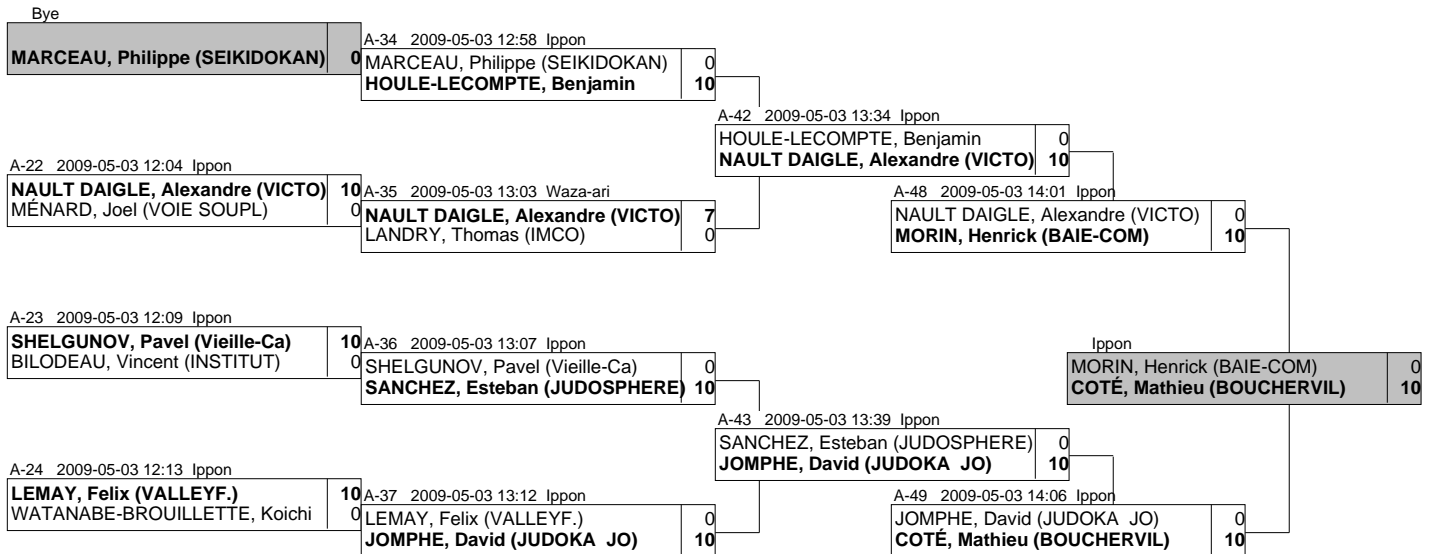 Bye
MARCEAU, Philippe (SEIKIDOKAN) 0
A-22 2009-05-03 12:04 Ippon
NAULT DAIGLE, Alexandre (VICTO) 10
MÉNARD, Joel (VOIE SOUPL) 0
A-23 2009-05-03 12:09 Ippon
SHELGUNOV, Pavel (Vieille-Ca) 10
BILODEAU, Vincent (INSTITUT) 0
A-24 2009-05-03 12:13 Ippon
LEMAY, Felix (VALLEYF.) 10
WATANABE-BROUILLETTE, Koichi 0
A-34 2009-05-03 12:58 Ippon
MARCEAU, Philippe (SEIKIDOKAN) 0
HOULE-LECOMPTE, Benjamin 10
A-35 2009-05-03 13:03 Waza-ari
NAULT DAIGLE, Alexandre (VICTO) 7
LANDRY, Thomas (IMCO) 0
A-36 2009-05-03 13:07 Ippon
SHELGUNOV, Pavel (Vieille-Ca) 0
SANCHEZ, Esteban (JUDOSPHERE) 10
A-37 2009-05-03 13:12 Ippon
LEMAY, Felix (VALLEYF.) 0
JOMPHE, David (JUDOKA JO) 10
A-42 2009-05-03 13:34 Ippon
HOULE-LECOMPTE, Benjamin 0
NAULT DAIGLE, Alexandre (VICTO) 10
A-43 2009-05-03 13:39 Ippon
SANCHEZ, Esteban (JUDOSPHERE) 0
JOMPHE, David (JUDOKA JO) 10
A-48 2009-05-03 14:01 Ippon
NAULT DAIGLE, Alexandre (VICTO) 0
MORIN, Henrick (BAIE-COM) 10
A-49 2009-05-03 14:06 Ippon
JOMPHE, David (JUDOKA JO) 0
COTÉ, Mathieu (BOUCHERVIL) 10
Ippon
MORIN, Henrick (BAIE-COM) 0
COTÉ, Mathieu (BOUCHERVIL) 10